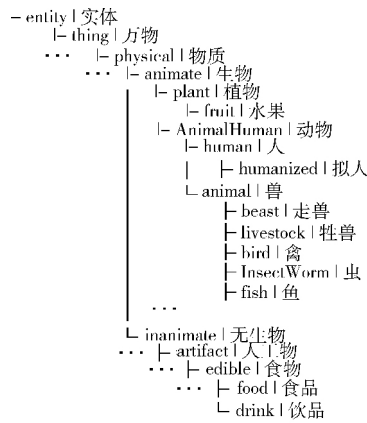 entity | 实体
thing | 万物
··· physical | 物质
··· animate | 生物
plant | 植物
fruit | 水果
AnimalHuman | 动物
human | 人
humanized | 拟人
animal | 兽
beast | 走兽
livestock | 牲兽
bird | 禽
InsectWorm | 虫
fish | 鱼
···
inanimate | 无生物
··· artifact | 人工物
··· edible | 食物
··· food | 食品
drink | 饮品